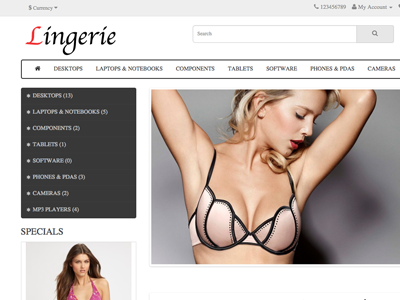 $ Currency
123456789 My Account
Lingerie
Search
DESKTOPS LAPTOPS & NOTEBOOKS COMPONENTS TABLETS SOFTWARE PHONES & PDAS CAMERAS
DESKTOPS (13)
LAPTOPS & NOTEBOOKS (5)
COMPONENTS (2)
TABLETS (1)
SOFTWARE (0)
PHONES & PDAS (3)
CAMERAS (2)
MP3 PLAYERS (4)
SPECIALS